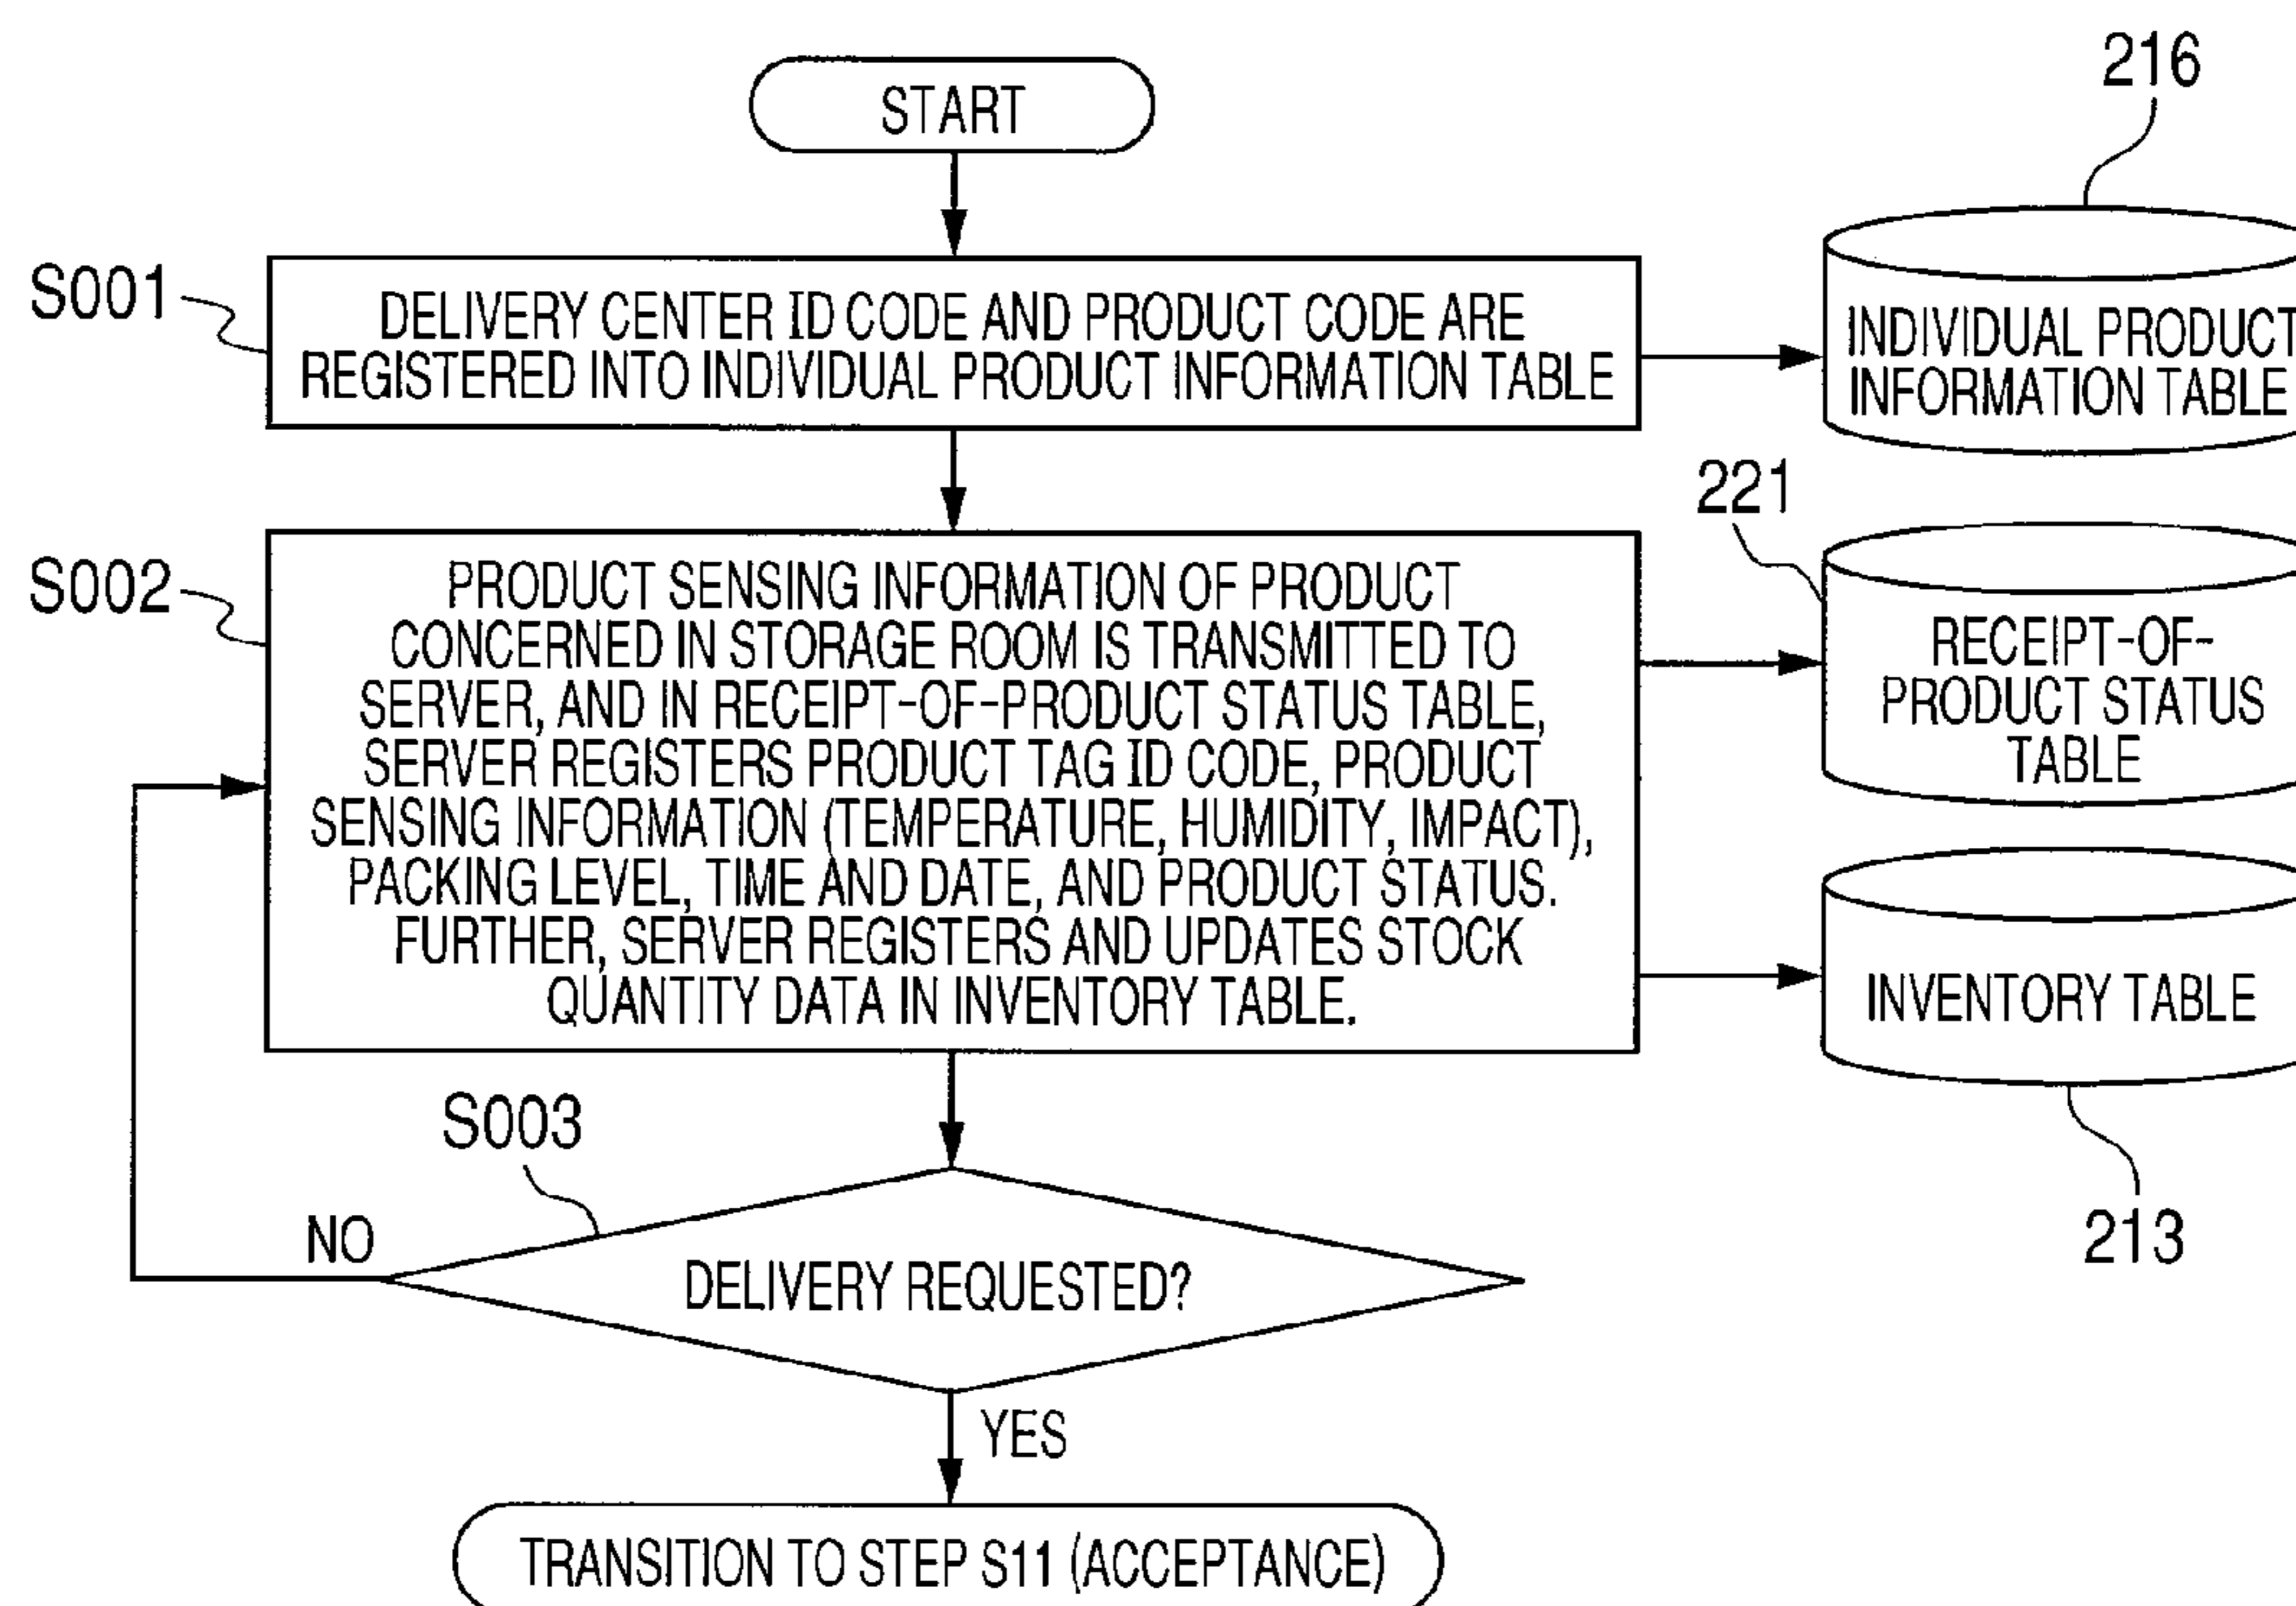 216
START
S001
DELIVERY CENTER ID CODE AND PRODUCT CODE ARE
REGISTERED INTO INDIVIDUAL PRODUCT INFORMATION TABLE
INDIVIDUAL PRODUCT
INFORMATION TABLE
221
S002
PRODUCT SENSING INFORMATION OF PRODUCT
CONCERNED IN STORAGE ROOM IS TRANSMITTED TO
SERVER, AND IN RECEIPT-OF-PRODUCT STATUS TABLE,
SERVER REGISTERS PRODUCT TAG ID CODE, PRODUCT
SENSING INFORMATION (TEMPERATURE, HUMIDITY, IMPACT),
PACKING LEVEL, TIME AND DATE, AND PRODUCT STATUS.
FURTHER, SERVER REGISTERS AND UPDATES STOCK
QUANTITY DATA IN INVENTORY TABLE.
RECEIPT-OF-
PRODUCT STATUS
TABLE
INVENTORY TABLE
213
S003
NO
DELIVERY REQUESTED?
YES
TRANSITION TO STEP S11 (ACCEPTANCE)